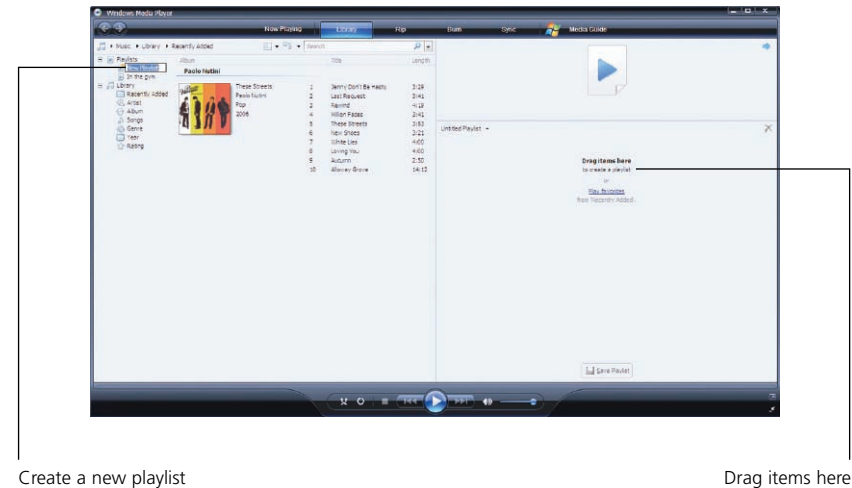 Windows Media Player
Now Playing Library Rip Burn Sync Media Guide
Music Library Recently Added Search
Playlists Album Title Length
New Playlist Paolo Nutini
In the gym
Library These Streets 1 Jenny Don't Be Hasty 3:29
Recently Added Paolo Nutini 2 Last Request 3:41
Artist Pop 3 Rewind 4:19
Album 2006 4 Million Faces 3:41
Songs 5 These Streets 3:53
Genre 6 New Shoes 3:21
Year 7 White Lies 4:00
Rating 8 Loving You 4:00
9 Autumn 2:50
10 Alloway Grove 14:12
Untitled Playlist
Drag items here
to create a playlist
or
Play favorites
from 'Recently Added'.
Save Playlist
Create a new playlist
Drag items here